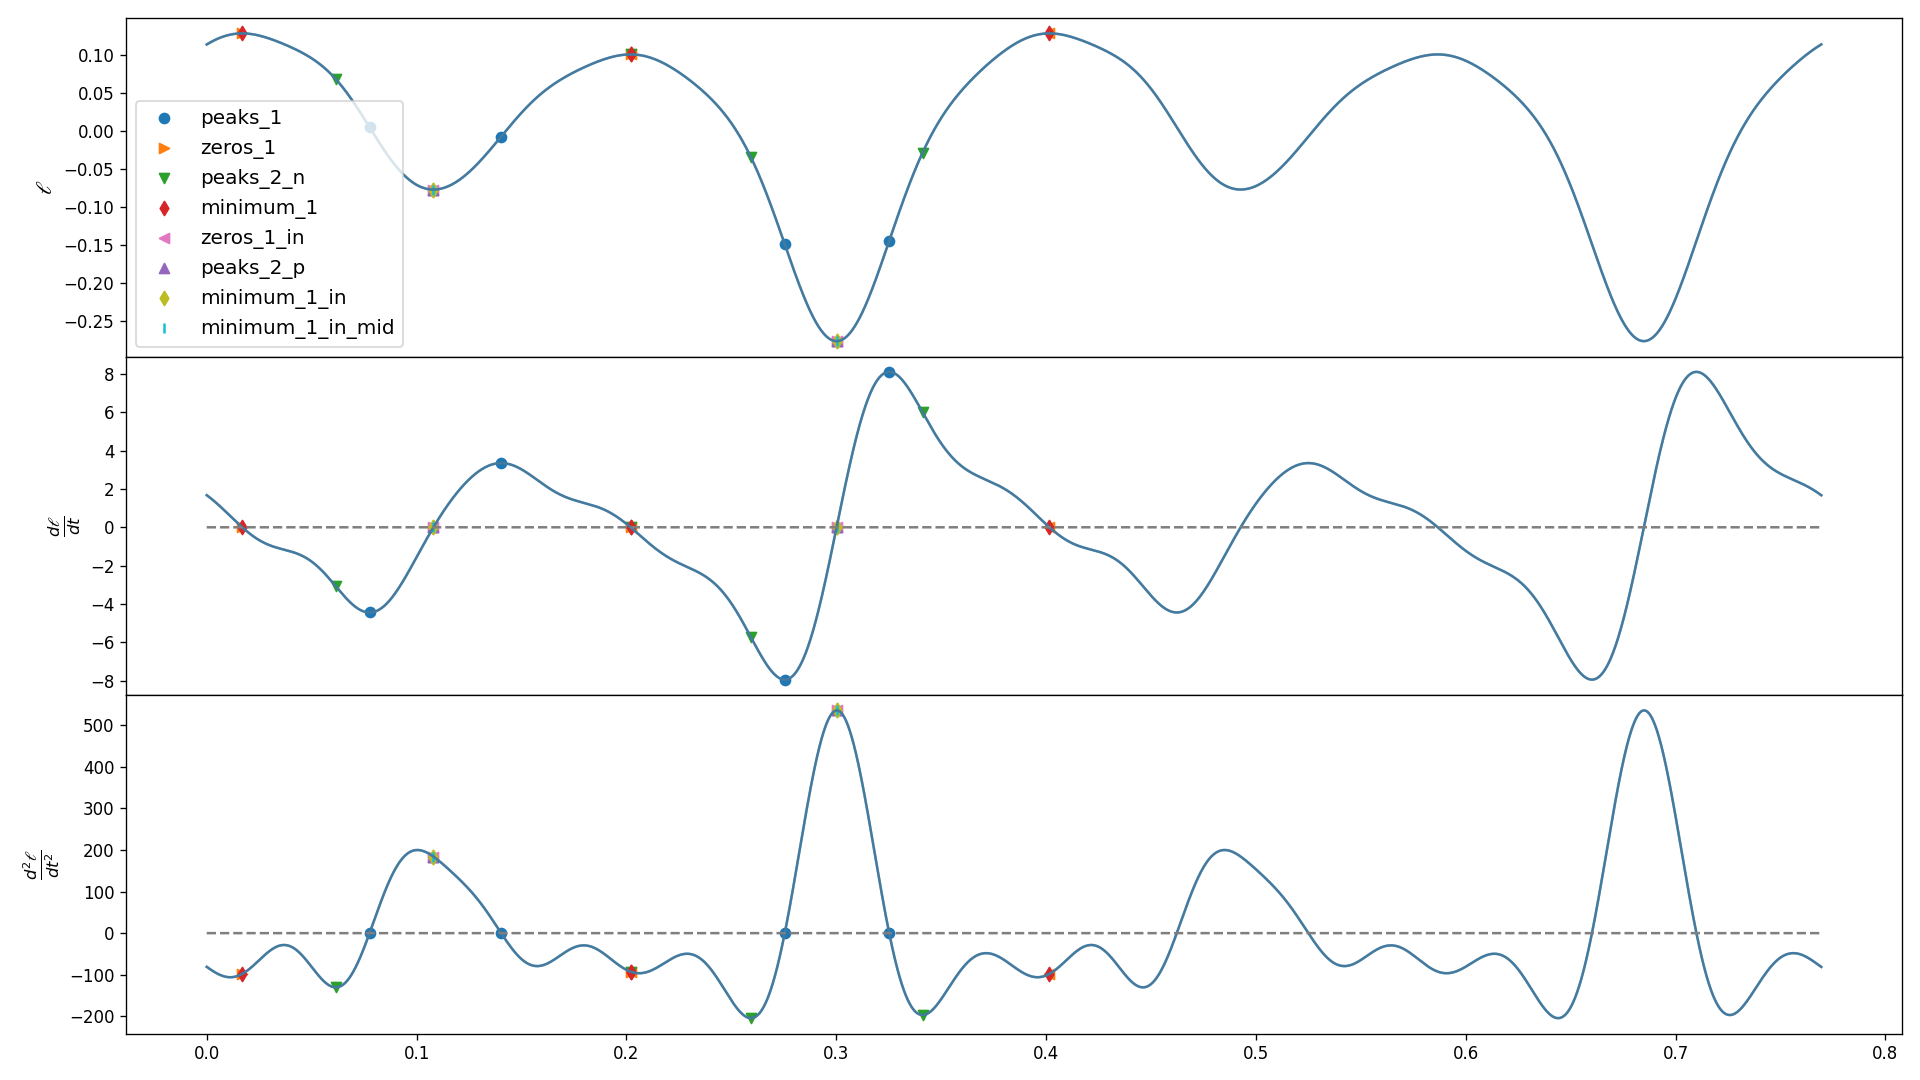 0.10
0.05
0.00
−0.05
−0.10
−0.15
−0.20
−0.25
ℓ
peaks_1
zeros_1
peaks_2_n
minimum_1
zeros_1_in
peaks_2_p
minimum_1_in
minimum_1_in_mid
8
6
4
2
0
−2
−4
−6
−8
dℓ
dt
500
400
300
200
100
0
−100
−200
d²ℓ
dt²
0.0 0.1 0.2 0.3 0.4 0.5 0.6 0.7 0.8